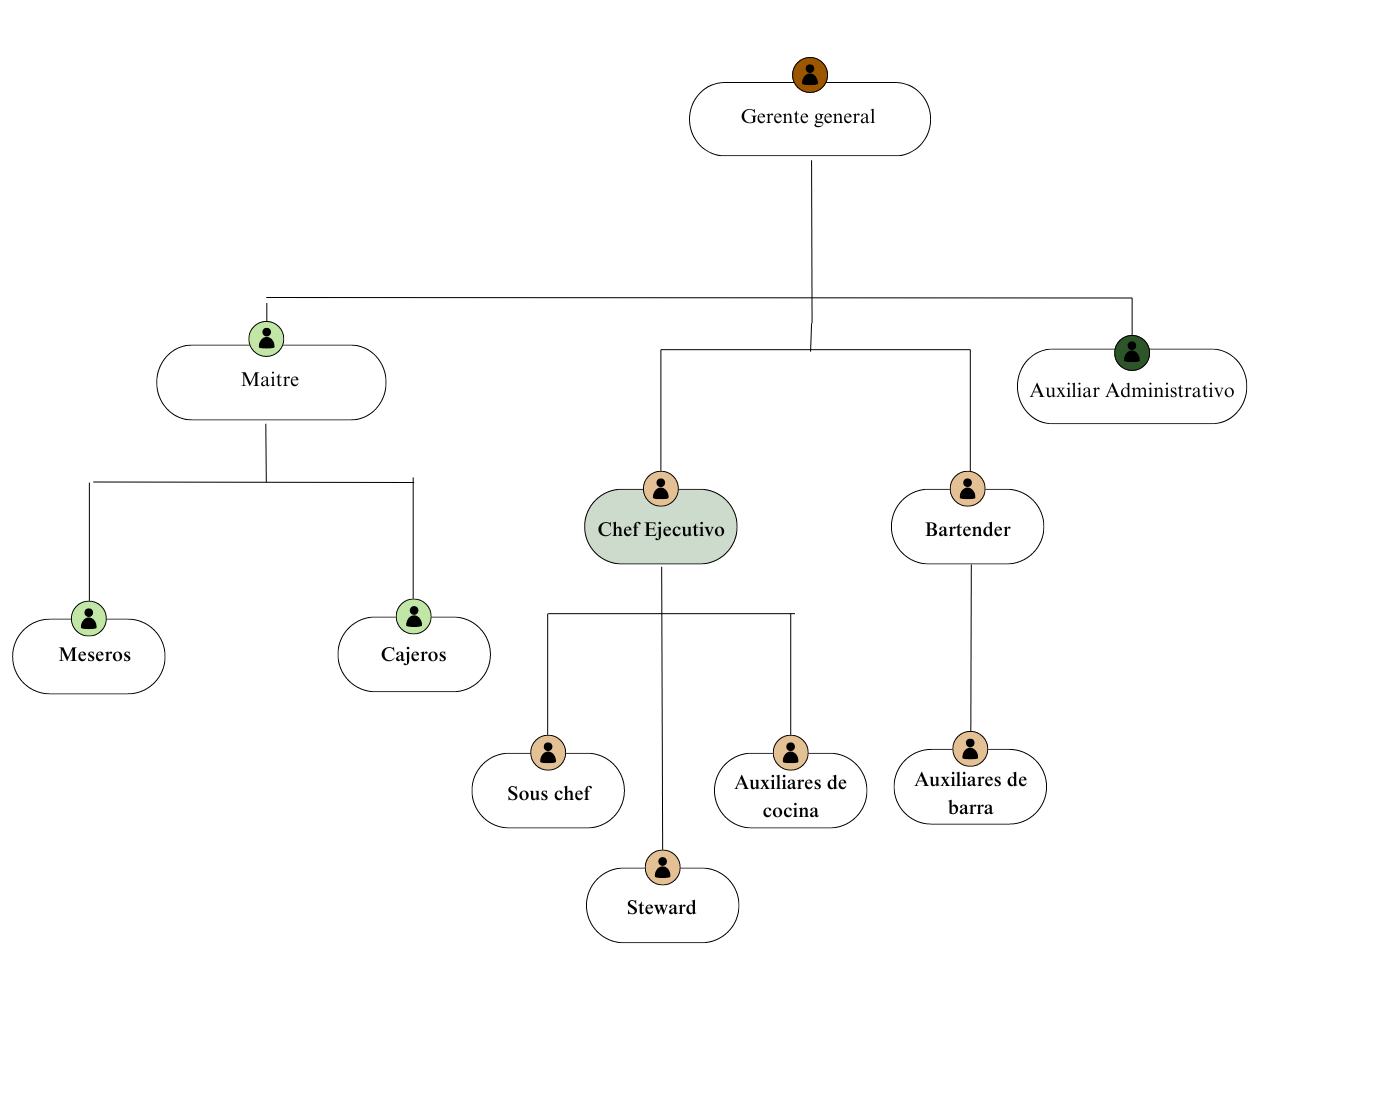 Gerente general
Maitre
Auxiliar Administrativo
Chef Ejecutivo
Bartender
Meseros
Cajeros
Sous chef
Auxiliares de
cocina
Auxiliares de
barra
Steward